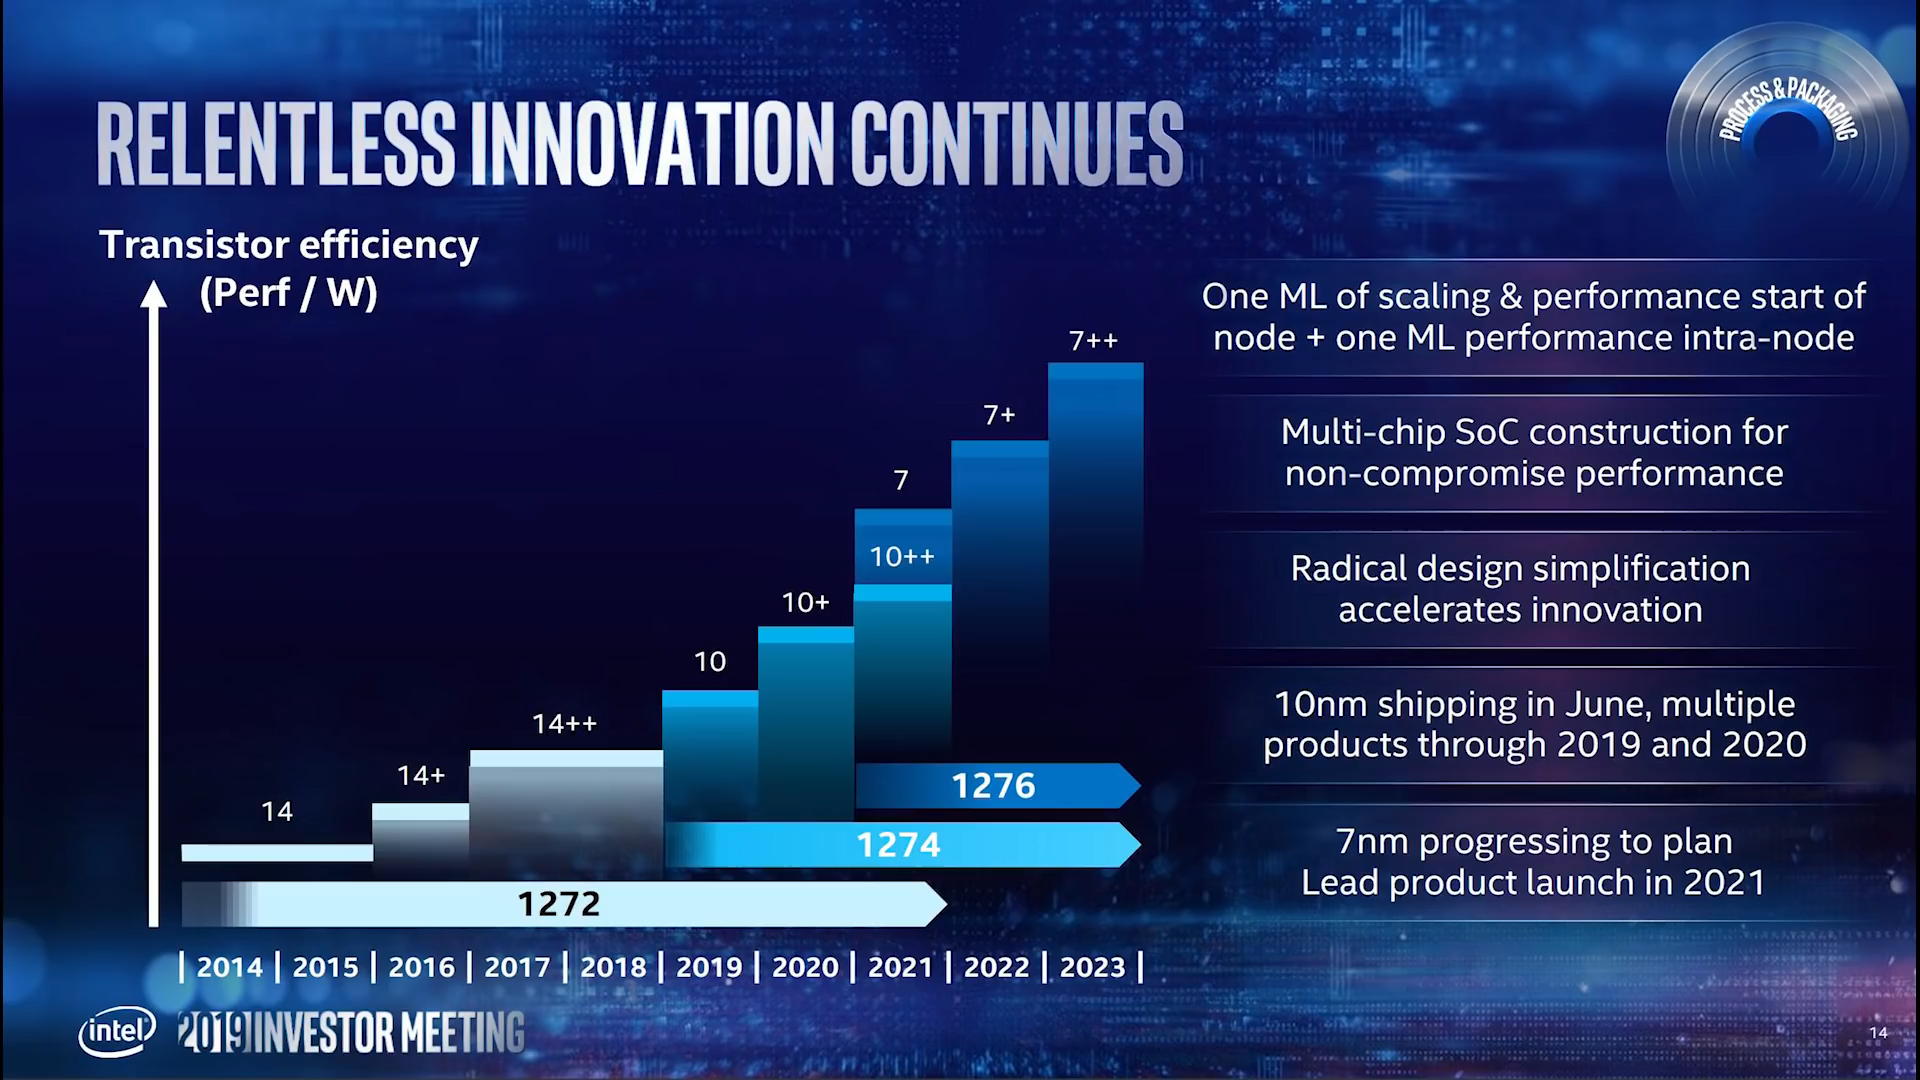 PROCESS & PACKAGING
RELENTLESS INNOVATION CONTINUES
Transistor efficiency
(Perf / W)
14
14+
14++
10
10+
10++
7
7+
7++
1276
1274
1272
| 2014 | 2015 | 2016 | 2017 | 2018 | 2019 | 2020 | 2021 | 2022 | 2023 |
One ML of scaling & performance start of
node + one ML performance intra-node
Multi-chip SoC construction for
non-compromise performance
Radical design simplification
accelerates innovation
10nm shipping in June, multiple
products through 2019 and 2020
7nm progressing to plan
Lead product launch in 2021
intel
2019 INVESTOR MEETING
14